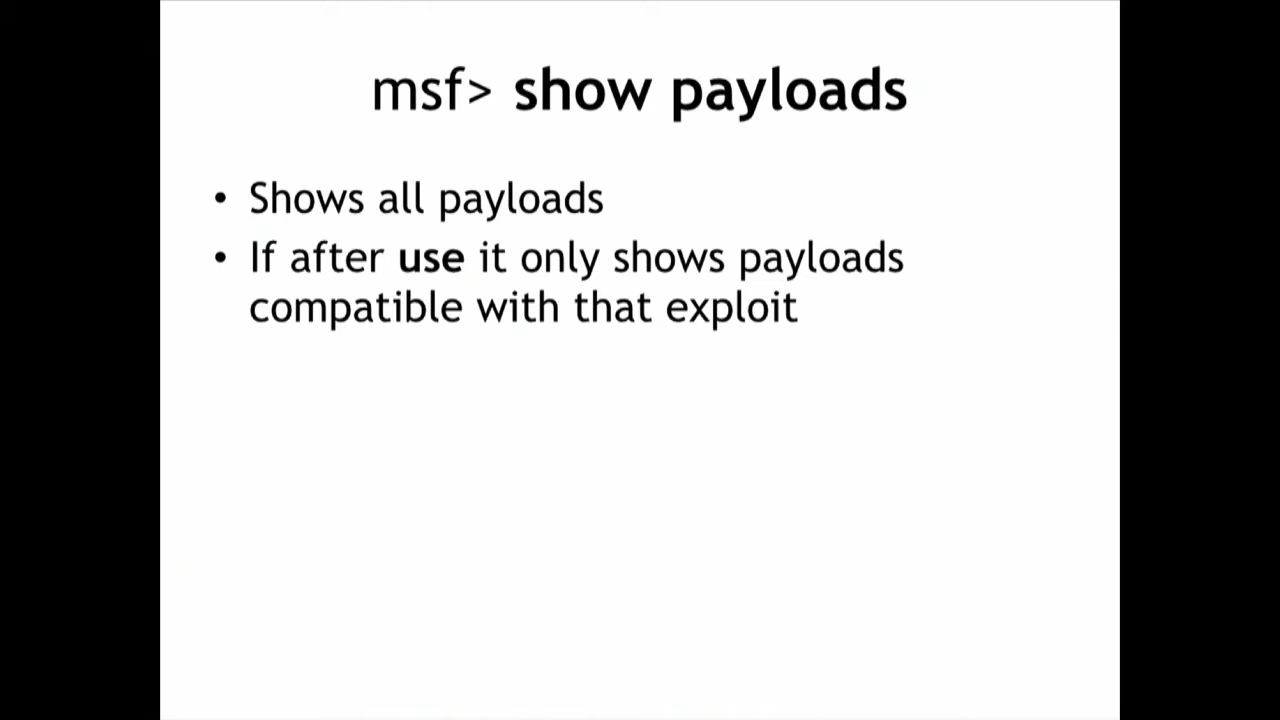 msf> show payloads
• Shows all payloads
• If after use it only shows payloads
compatible with that exploit